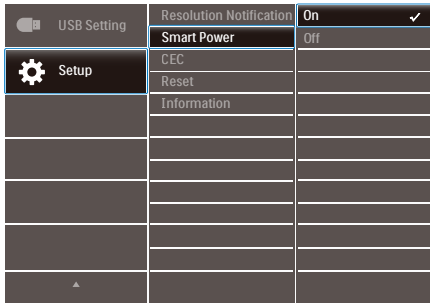 USB Setting
Setup
Resolution Notification
Smart Power
CEC
Reset
Information
On
Off